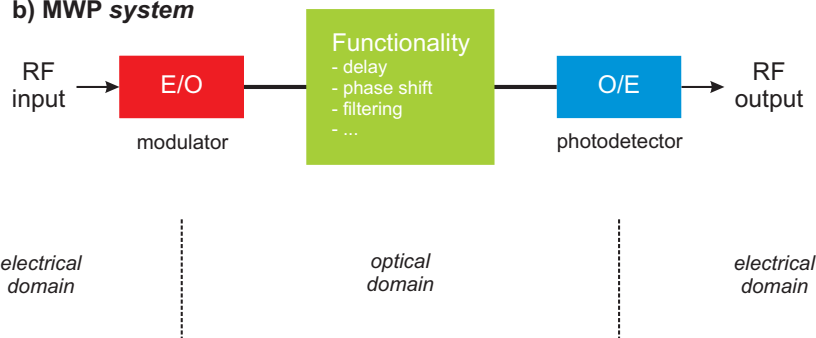 b) MWP system
RF
input
E/O
modulator
Functionality
- delay
- phase shift
- filtering
- ...
O/E
photodetector
RF
output
electrical
domain
optical
domain
electrical
domain